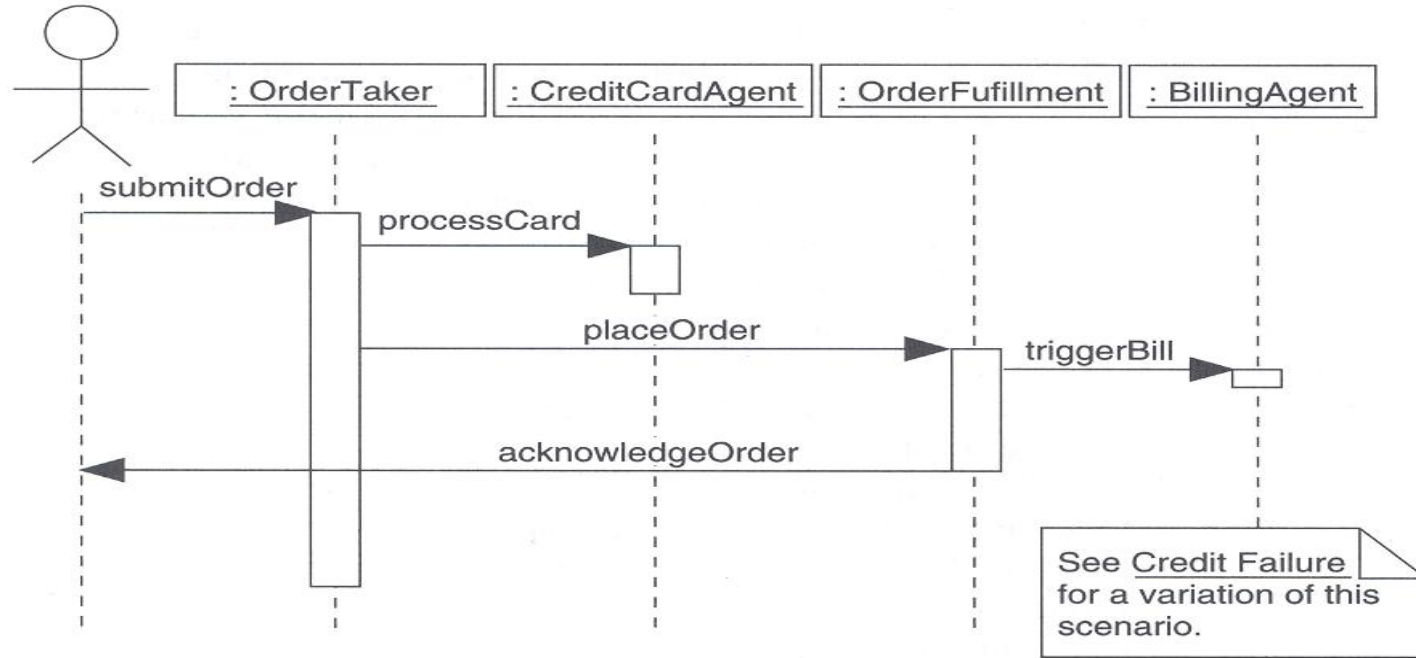 : OrderTaker
: CreditCardAgent
: OrderFufillment
: BillingAgent
submitOrder
processCard
placeOrder
triggerBill
acknowledgeOrder
See Credit Failure
for a variation of this
scenario.